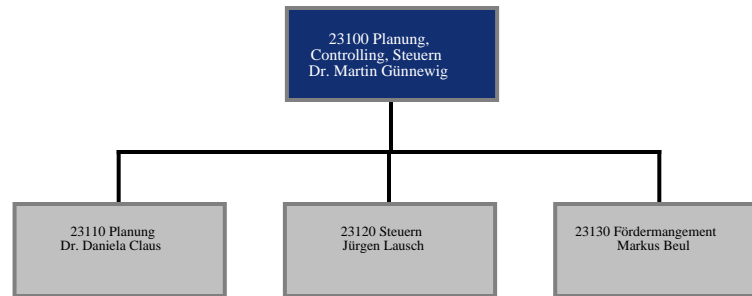 23100 Planung,
Controlling, Steuern
Dr. Martin Günnewig
23110 Planung
Dr. Daniela Claus
23120 Steuern
Jürgen Lausch
23130 Fördermangement
Markus Beul